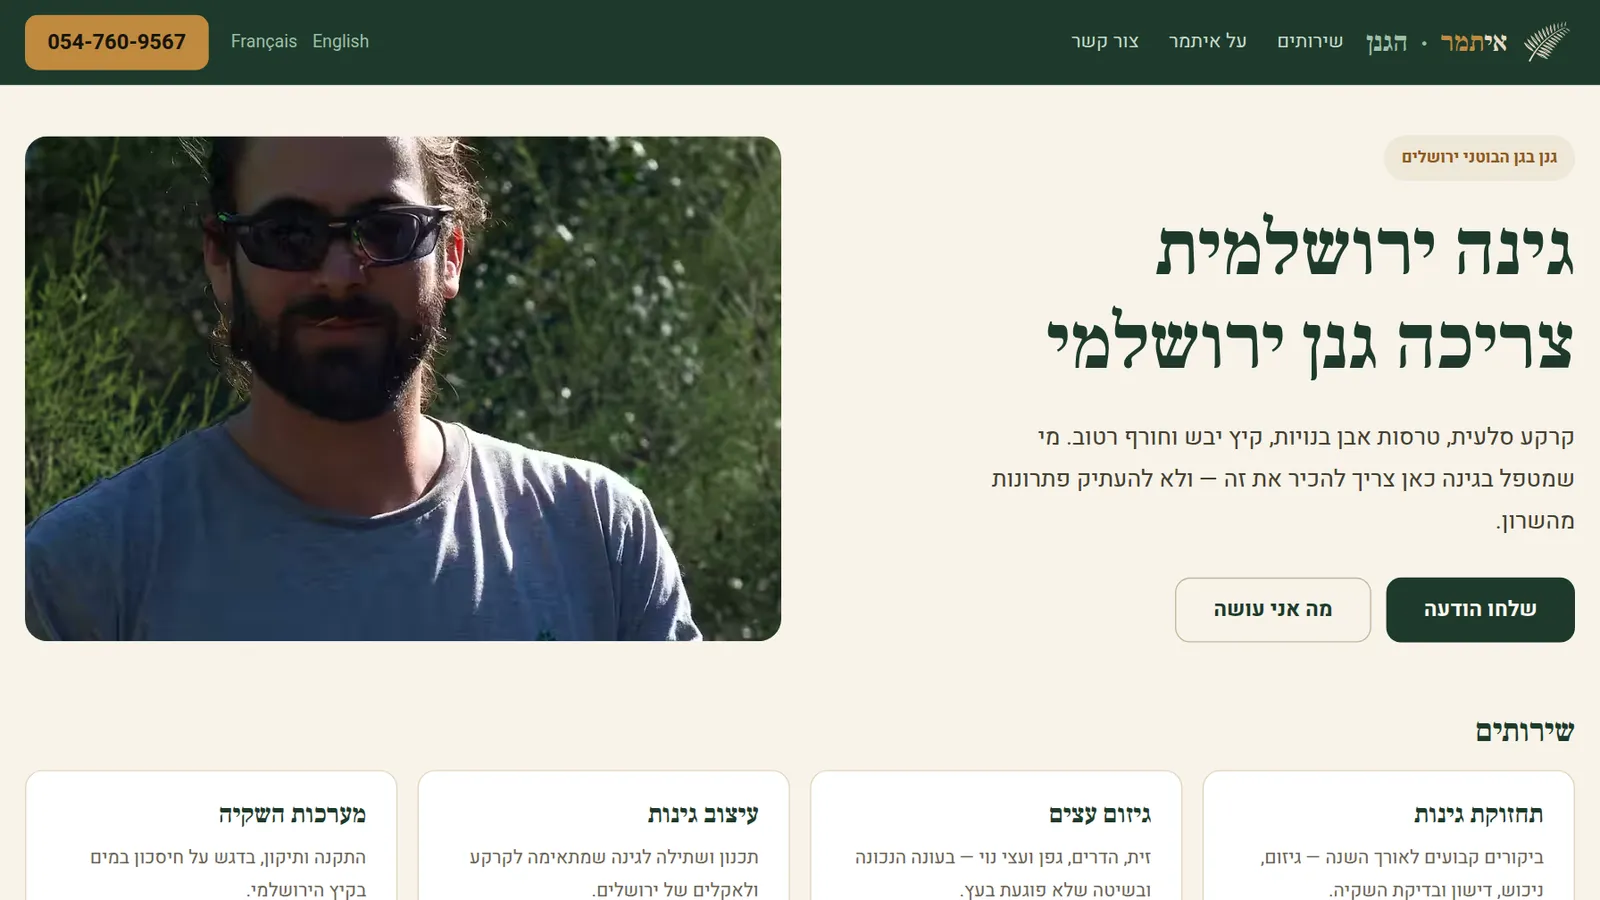 איתמר · הגנן
שירותים
על איתמר
צור קשר
English
Français
054-760-9567
גנן בגן הבוטני ירושלים
גינה ירושלמית
צריכה גנן ירושלמי
קרקע סלעית, טרסות אבן בנויות, קיץ יבש וחורף רטוב. מי
שמטפל בגינה כאן צריך להכיר את זה — ולא להעתיק פתרונות
מהשרון.
שלחו הודעה
מה אני עושה
שירותים
תחזוקת גינות
ביקורים קבועים לאורך השנה — גיזום,
ניכוש, דישון ובדיקת השקיה.
גיזום עצים
זית, הדרים, גפן ועצי נוי — בעונה הנכונה
ובשיטה שלא פוגעת בעץ.
עיצוב גינות
תכנון ושתילה לגינה שמתאימה לקרקע
ולאקלים של ירושלים.
מערכות השקיה
התקנה ותיקון, בדגש על חיסכון במים
בקיץ הירושלמי.